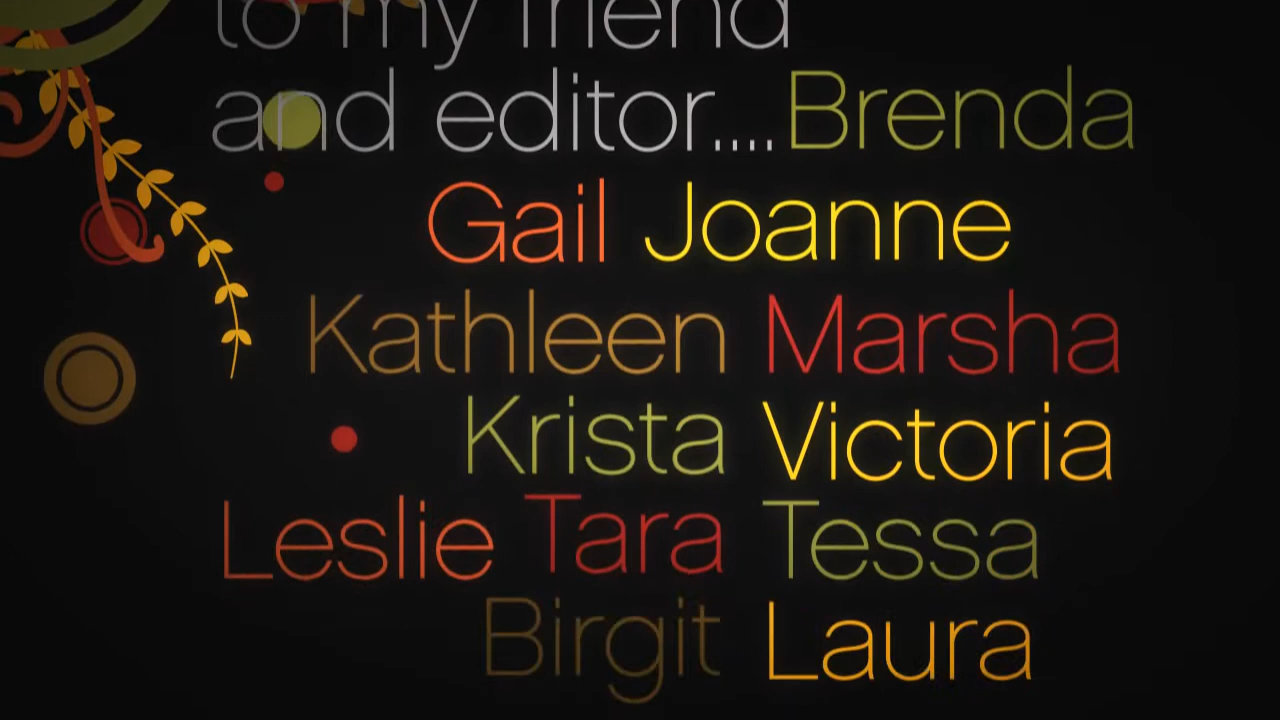 to my friend
and editor....Brenda
Gail Joanne
Kathleen Marsha
Krista Victoria
Leslie Tara Tessa
Birgit Laura